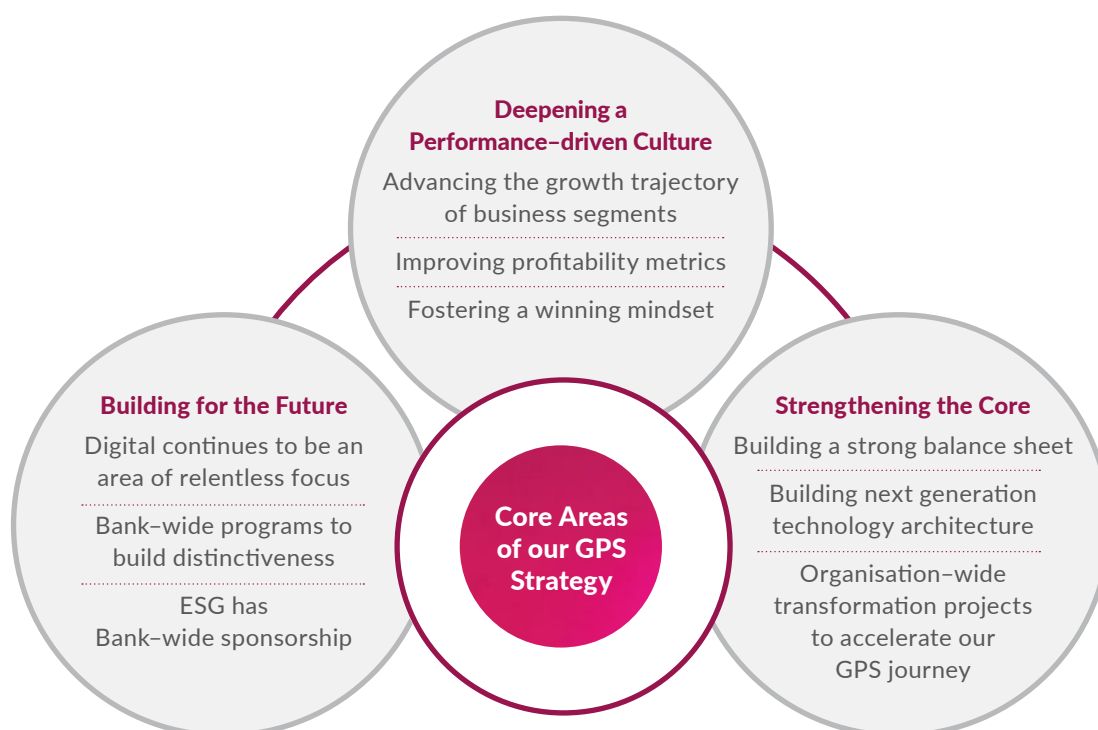 Deepening a
Performance–driven Culture
Advancing the growth trajectory
of business segments
Improving profitability metrics
Fostering a winning mindset
Building for the Future
Digital continues to be an
area of relentless focus
Bank–wide programs to
build distinctiveness
ESG has
Bank–wide sponsorship
Core Areas
of our GPS
Strategy
Strengthening the Core
Building a strong balance sheet
Building next generation
technology architecture
Organisation–wide
transformation projects
to accelerate our
GPS journey